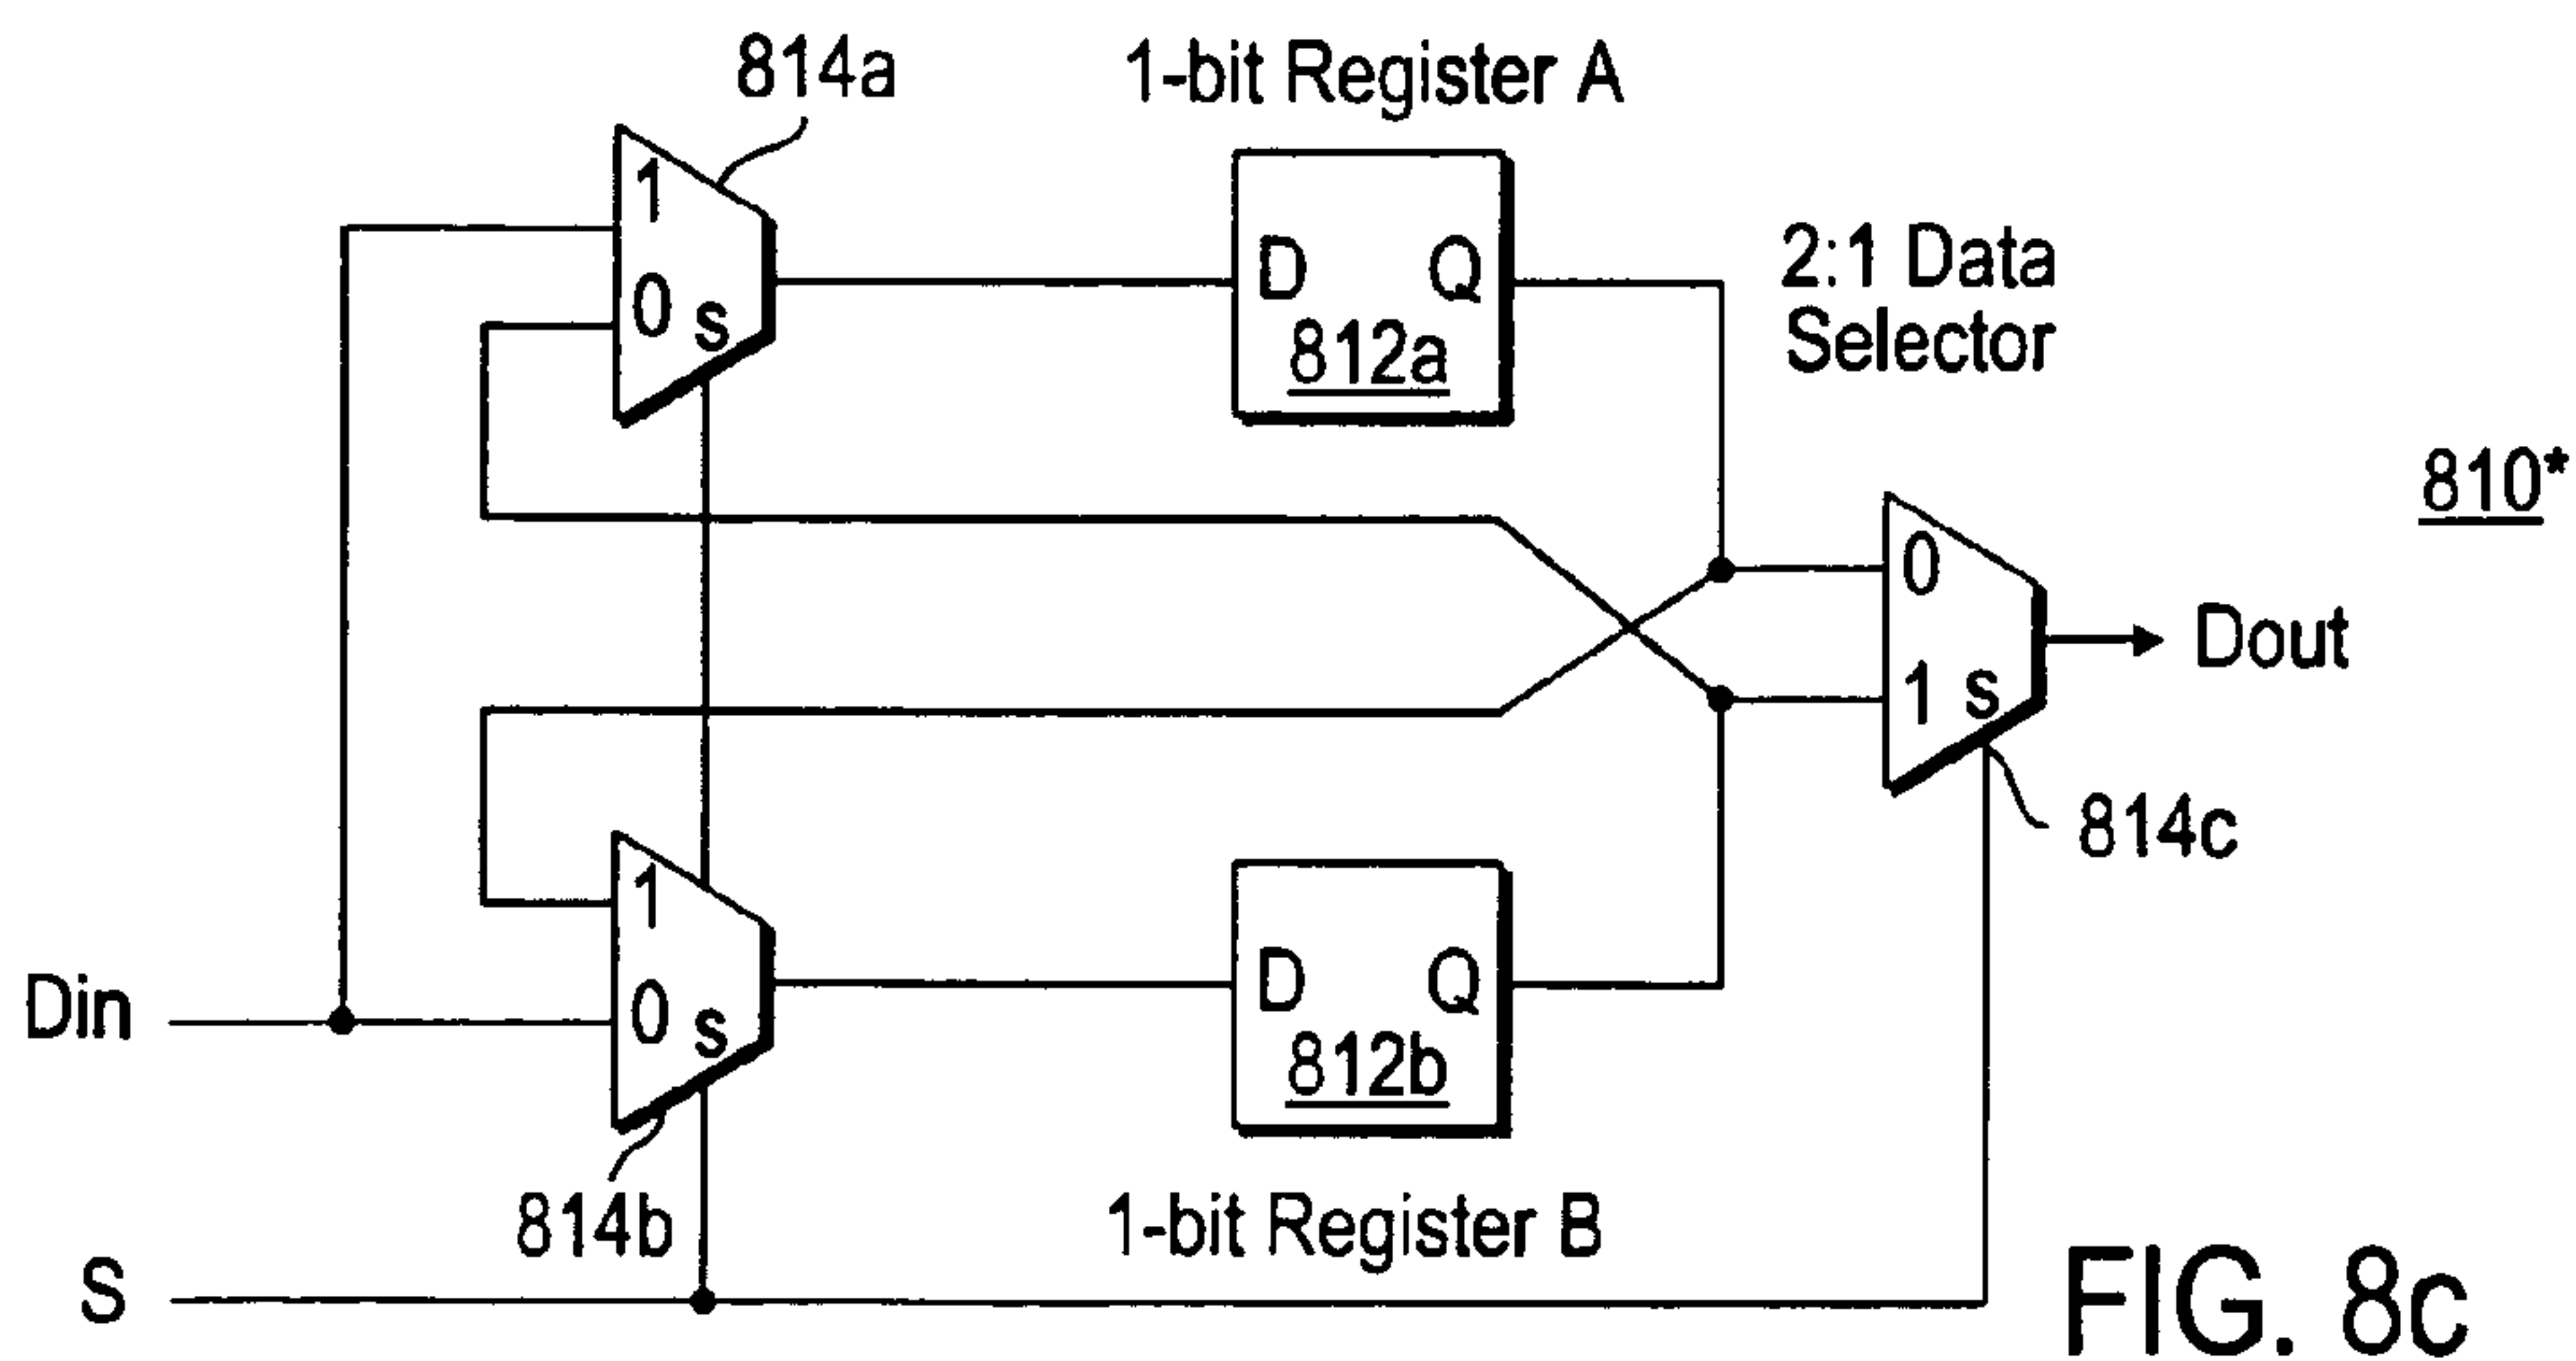 814a
1-bit Register A
1
0
s
D
Q
812a
2:1 Data
Selector
810*
0
1
s
Dout
814c
1
0
s
D
Q
812b
Din
814b
1-bit Register B
S
FIG. 8c